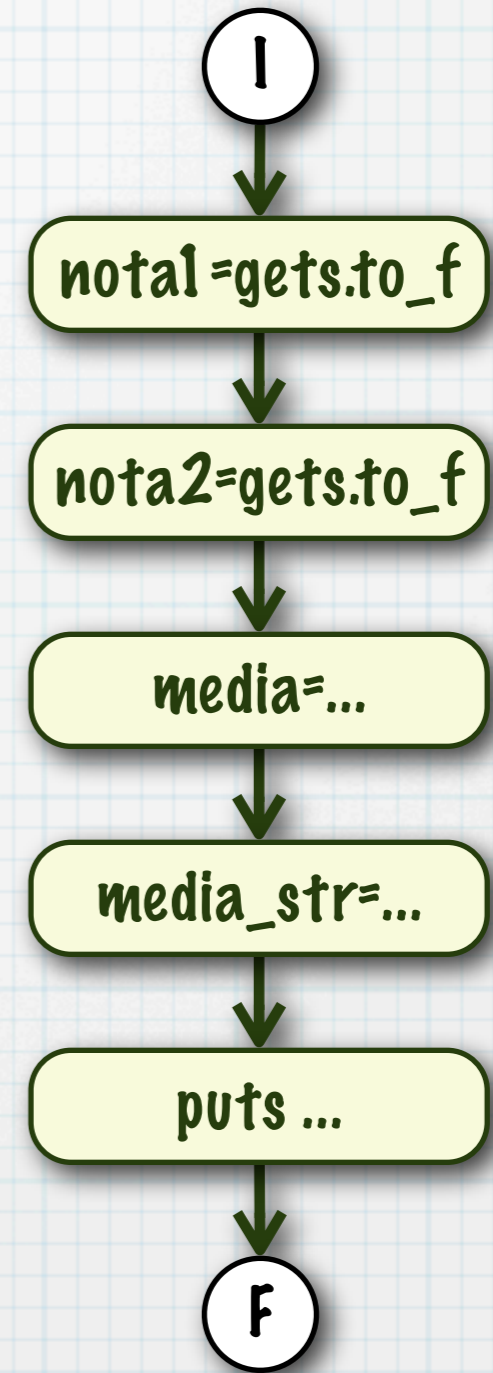 I
nota1=gets.to_f
nota2=gets.to_f
media=...
media_str=...
puts ...
F